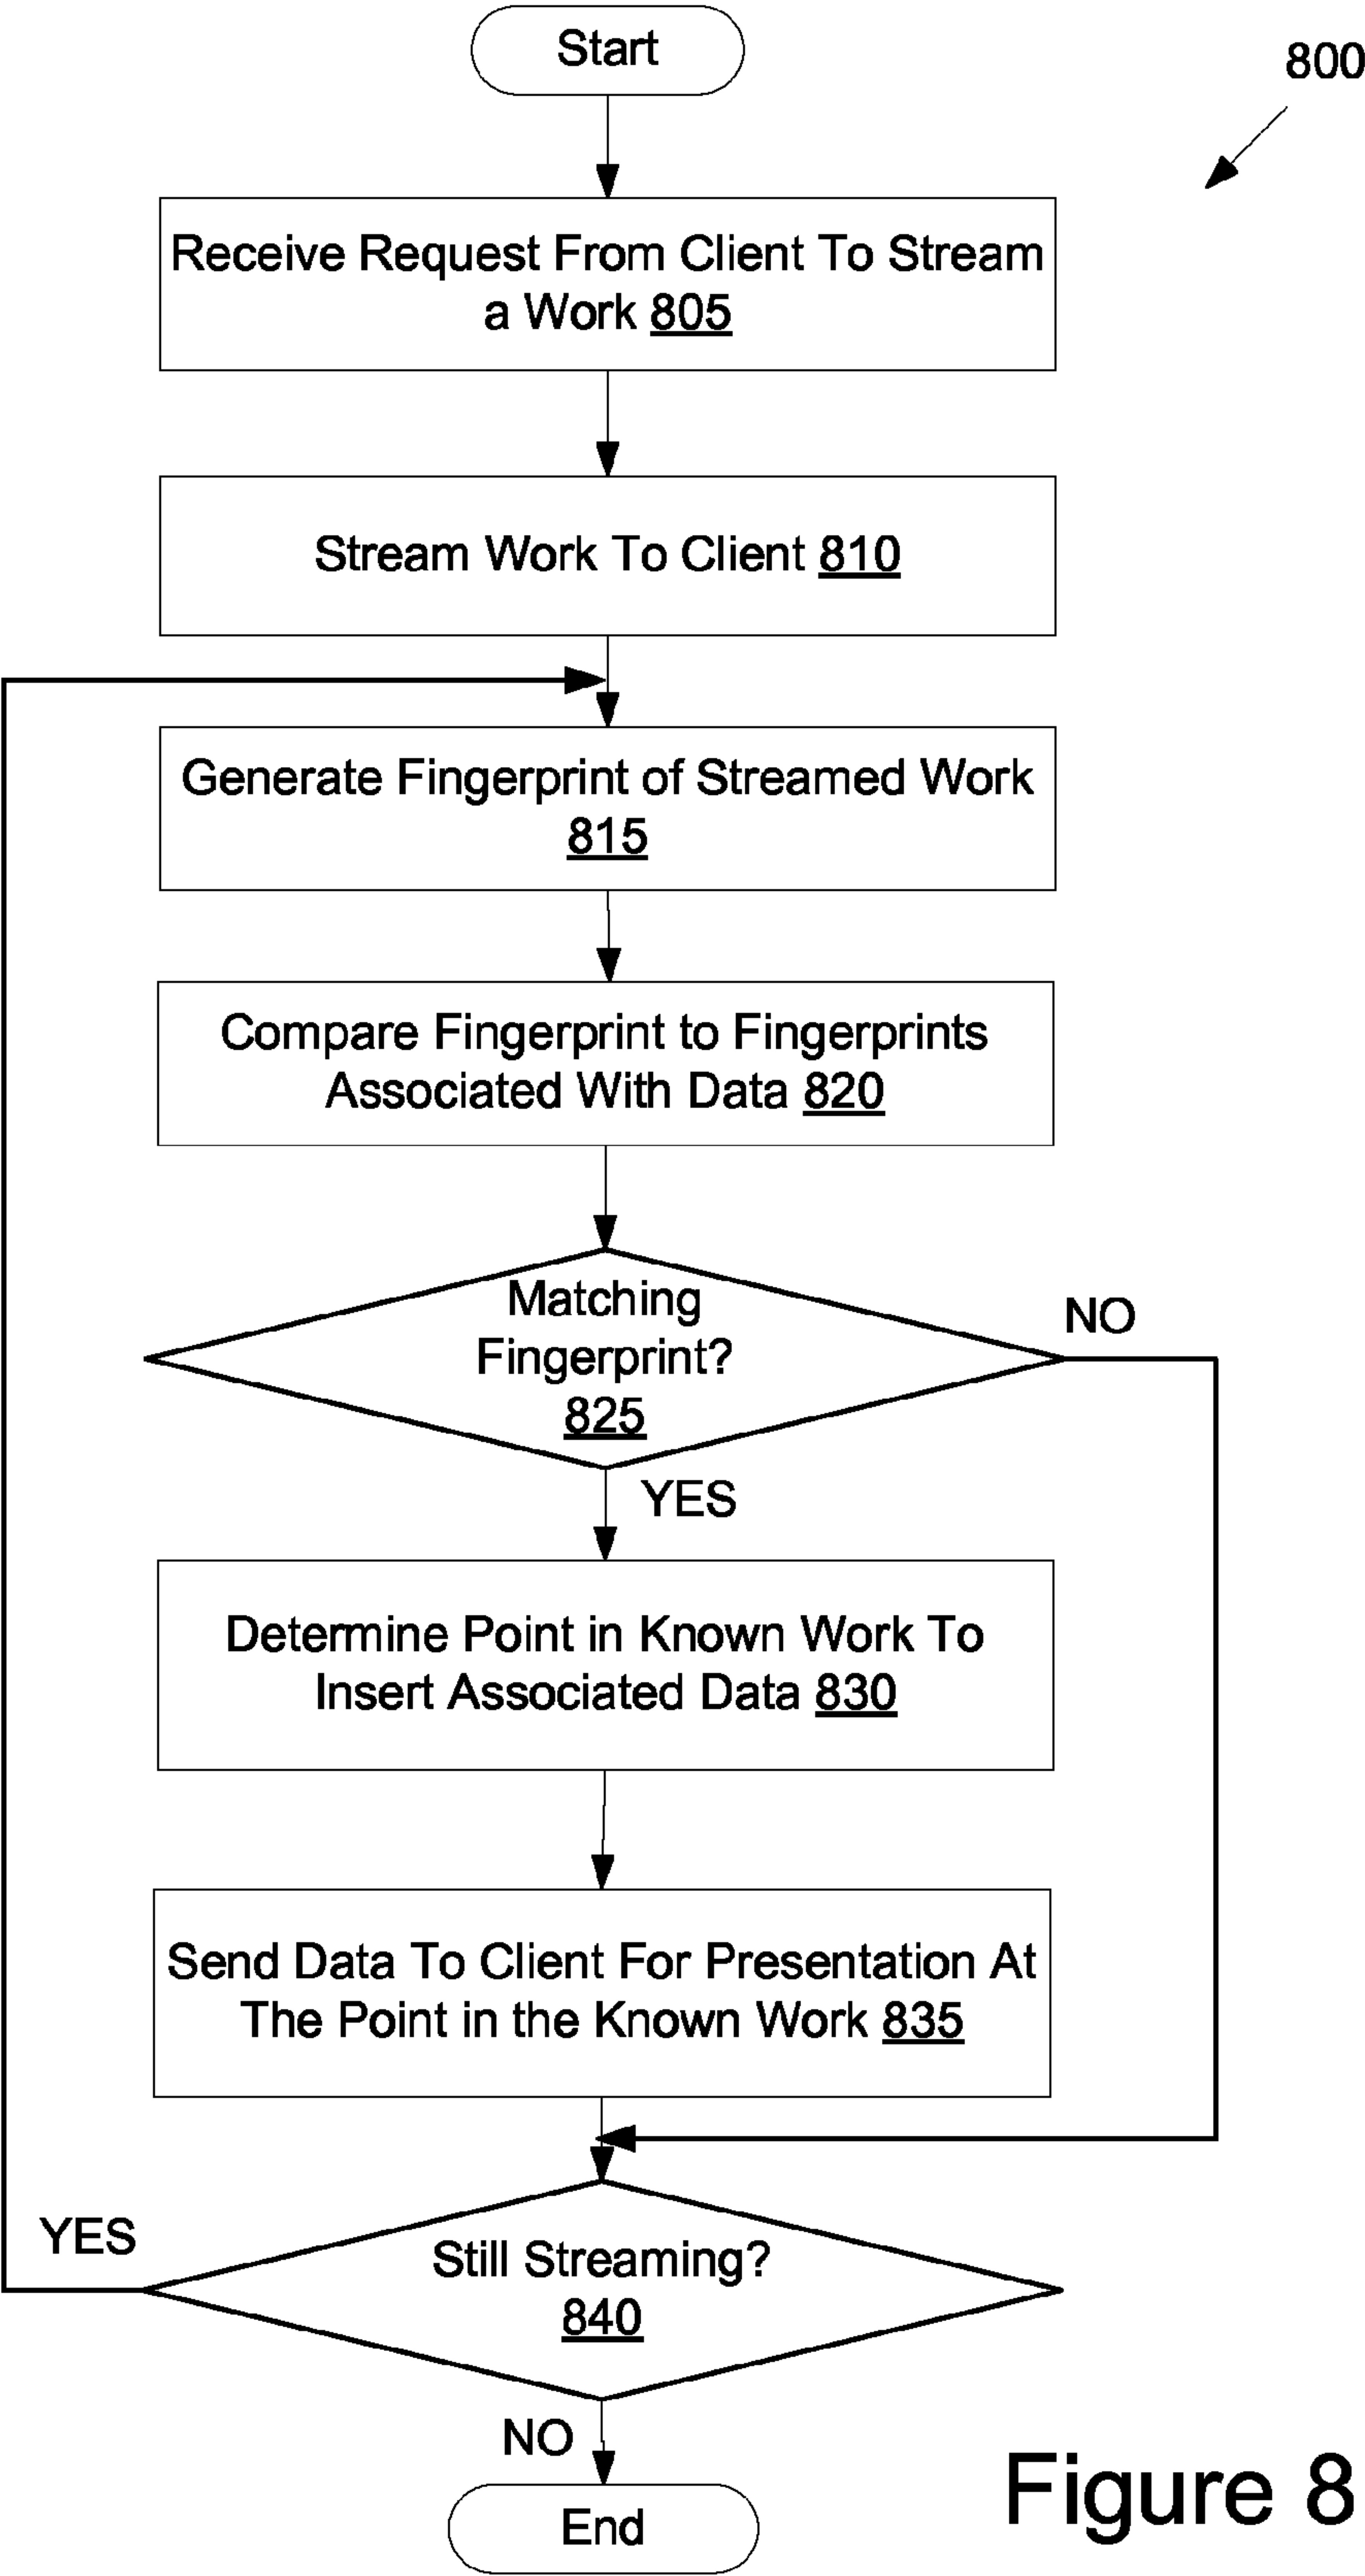 Start
800
Receive Request From Client To Stream
a Work 805
Stream Work To Client 810
Generate Fingerprint of Streamed Work
815
Compare Fingerprint to Fingerprints
Associated With Data 820
Matching
Fingerprint?
825
NO
YES
Determine Point in Known Work To
Insert Associated Data 830
Send Data To Client For Presentation At
The Point in the Known Work 835
YES
Still Streaming?
840
NO
End
Figure 8